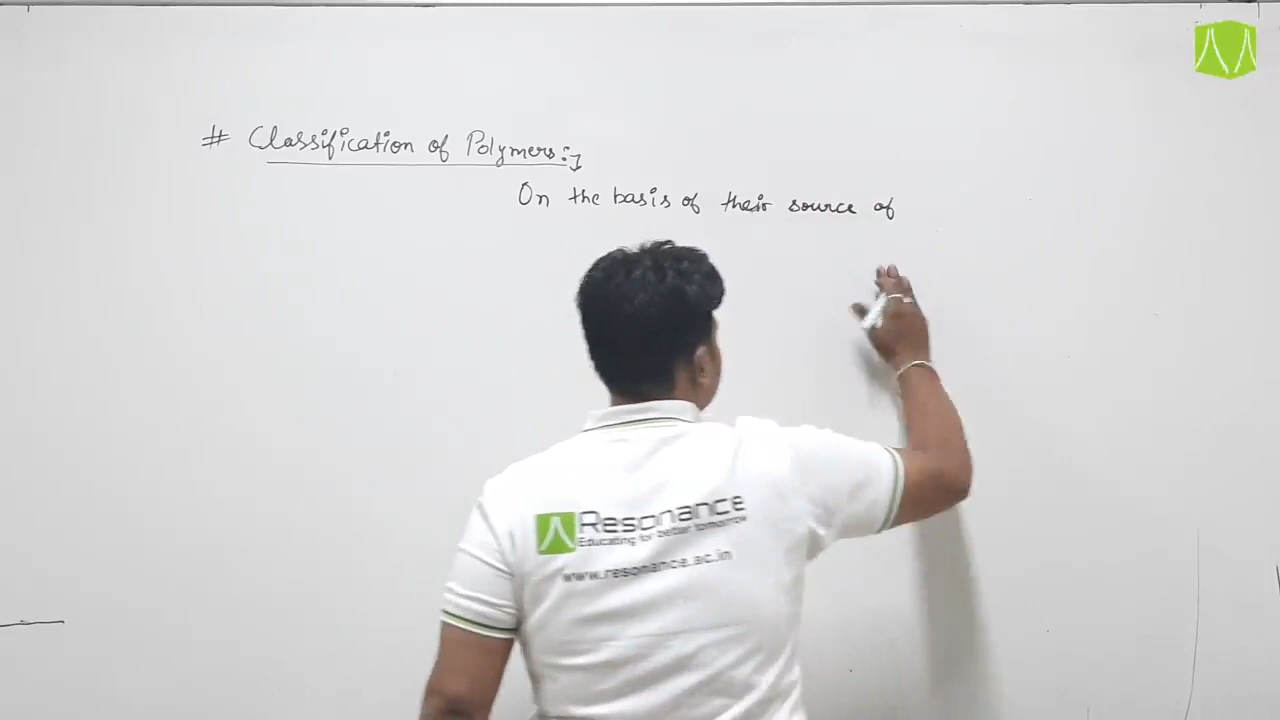 # Classification of Polymers:-
On the basis of their source of
Resonance
Educating for better tomorrow
www.resonance.ac.in